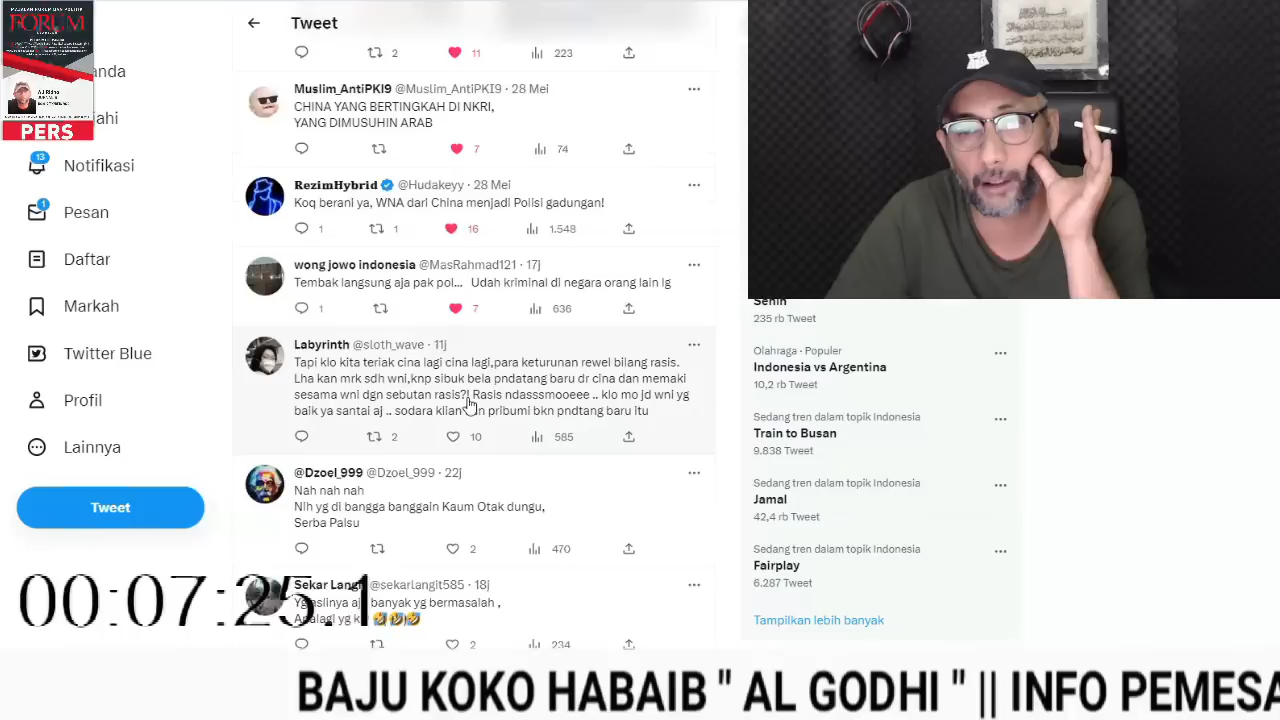 MAJALAH HUKUM DAN POLITIK
FORUM
PERS
Notifikasi
13
Pesan
1
Daftar
Markah
Twitter Blue
Profil
Lainnya
Tweet
Tweet
2
11
223
Muslim_AntiPKI9 @Muslim_AntiPKI9 · 28 Mei
CHINA YANG BERTINGKAH DI NKRI,
YANG DIMUSUHIN ARAB
7
74
RezimHybrid @Hudakeyy · 28 Mei
Koq berani ya, WNA dari China menjadi Polisi gadungan!
1
1
16
1.548
wong jowo indonesia @MasRahmad121 · 17j
Tembak langsung aja pak pol... Udah kriminal di negara orang lain lg
1
7
636
Labyrinth @sloth_wave · 11j
Tapi klo kita teriak cina lagi cina lagi,para keturunan rewel bilang rasis.
Lha kan mrk sdh wni,knp sibuk bela pndatang baru dr cina dan memaki
sesama wni dgn sebutan rasis?! Rasis ndasssmooeee .. klo mo jd wni yg
baik ya santai aj .. sodara klian pribumi bkn pndtang baru itu
2
10
585
@Dzoel_999 @Dzoel_999 · 22j
Nah nah nah
Nih yg di bangga banggain Kaum Otak dungu,
Serba Palsu
2
470
Sekar Langit @sekarlangit585 · 18j
banyak yg bermasalah ,
2
234
Senin
235 rb Tweet
Olahraga · Populer
Indonesia vs Argentina
10,2 rb Tweet
Sedang tren dalam topik Indonesia
Train to Busan
9.838 Tweet
Sedang tren dalam topik Indonesia
Jamal
42,4 rb Tweet
Sedang tren dalam topik Indonesia
Fairplay
6.287 Tweet
Tampilkan lebih banyak
00:07:25.1
BAJU KOKO HABAIB " AL GODHI " || INFO PEMESA